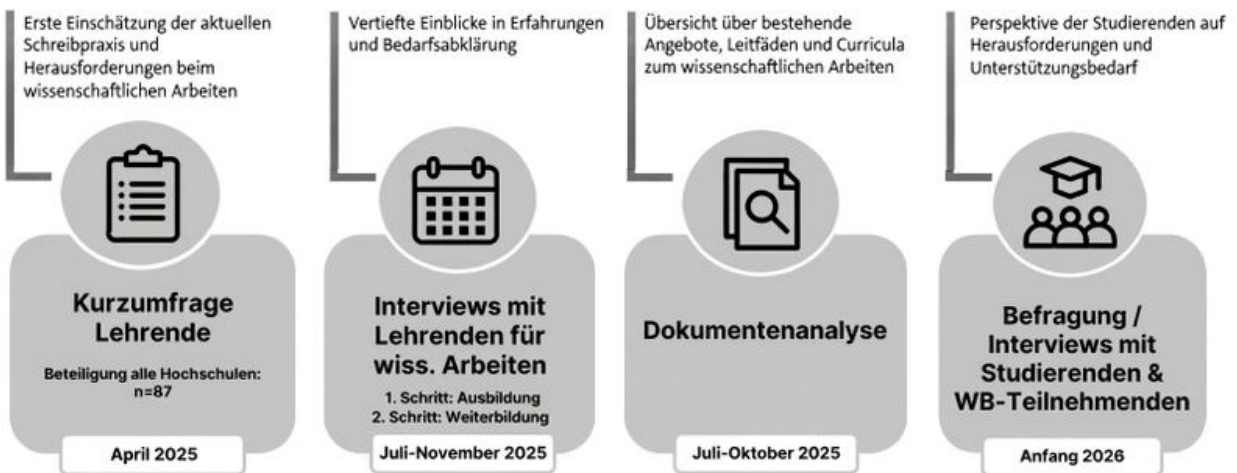 Erste Einschätzung der aktuellen
Schreibpraxis und
Herausforderungen beim
wissenschaftlichen Arbeiten
Kurzumfrage
Lehrende
Beteiligung alle Hochschulen:
n=87
April 2025
Vertiefte Einblicke in Erfahrungen
und Bedarfsabklärung
Interviews mit
Lehrenden für
wiss. Arbeiten
1. Schritt: Ausbildung
2. Schritt: Weiterbildung
Juli-November 2025
Übersicht über bestehende
Angebote, Leitfäden und Curricula
zum wissenschaftlichen Arbeiten
Dokumentenanalyse
Juli-Oktober 2025
Perspektive der Studierenden auf
Herausforderungen und
Unterstützungsbedarf
Befragung /
Interviews mit
Studierenden &
WB-Teilnehmenden
Anfang 2026